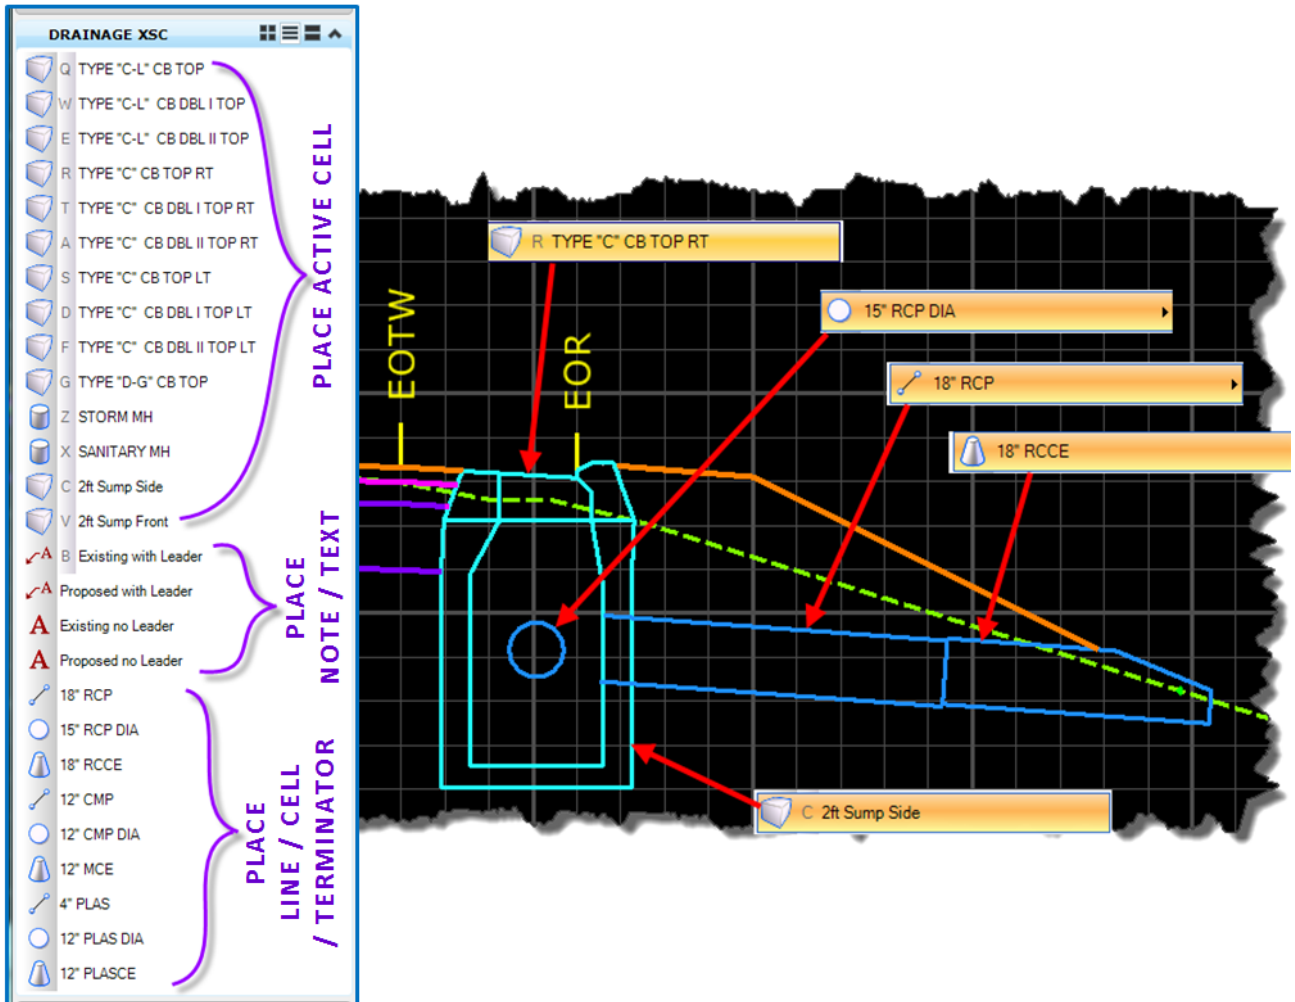 DRAINAGE XSC
Q TYPE "C-L" CB TOP
W TYPE "C-L" CB DBL I TOP
E TYPE "C-L" CB DBL II TOP
R TYPE "C" CB TOP RT
T TYPE "C" CB DBL I TOP RT
A TYPE "C" CB DBL II TOP RT
S TYPE "C" CB TOP LT
D TYPE "C" CB DBL I TOP LT
F TYPE "C" CB DBL II TOP LT
G TYPE "D-G" CB TOP
Z STORM MH
X SANITARY MH
C 2ft Sump Side
V 2ft Sump Front
B Existing with Leader
Proposed with Leader
Existing no Leader
Proposed no Leader
18" RCP
15" RCP DIA
18" RCCE
12" CMP
12" CMP DIA
12" MCE
4" PLAS
12" PLAS DIA
12" PLASCE
PLACE ACTIVE CELL
PLACE
NOTE / TEXT
PLACE
LINE / CELL
/ TERMINATOR
R TYPE "C" CB TOP RT
15" RCP DIA
18" RCP
18" RCCE
EOTW
EOR
C 2ft Sump Side